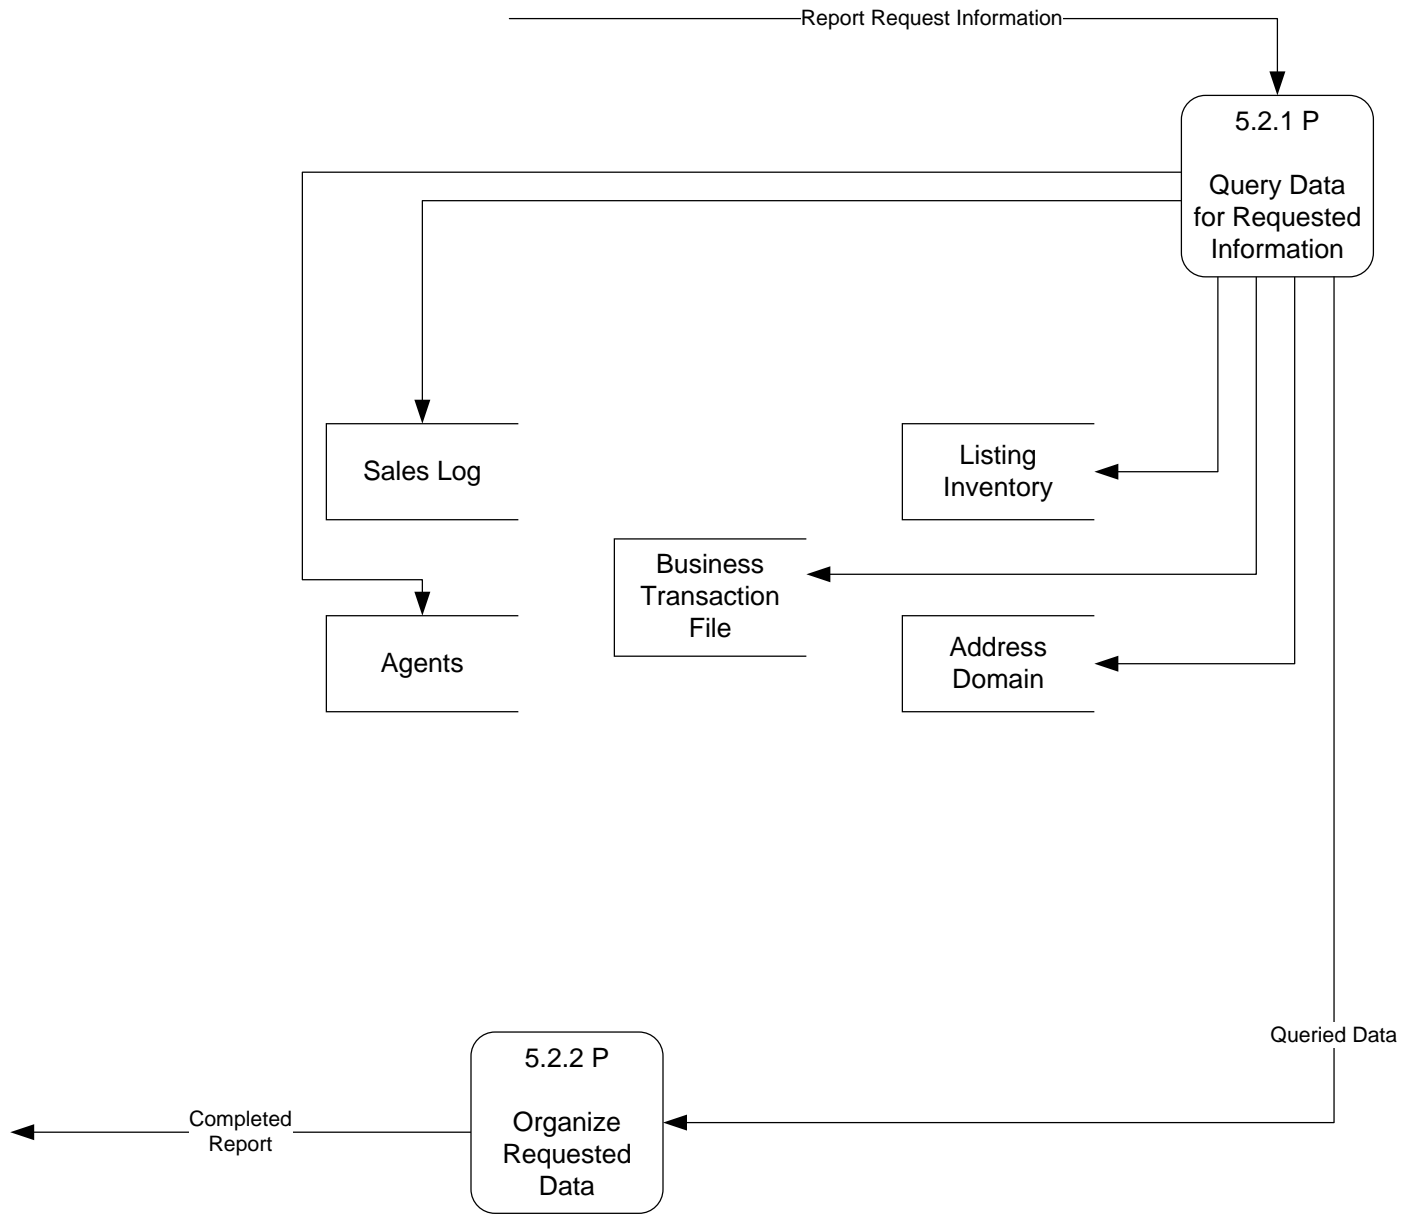 Report Request Information
5.2.1 P
Query Data
for Requested
Information
Sales Log
Listing
Inventory
Business
Transaction
File
Agents
Address
Domain
Queried Data
5.2.2 P
Organize
Requested
Data
Completed
Report